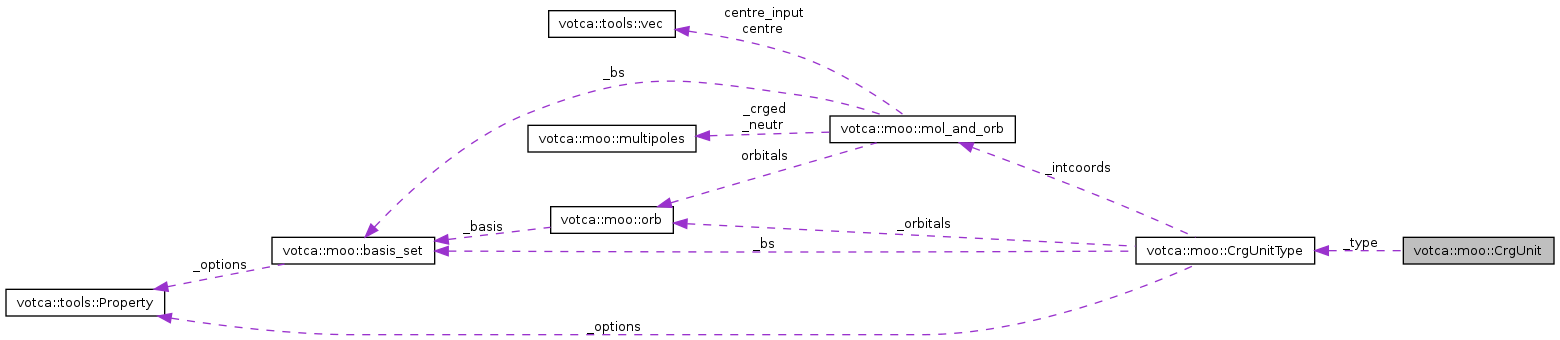 centre_input
centre
votca::tools::vec
_bs
_crged
_neutr
votca::moo::mol_and_orb
votca::moo::multipoles
orbitals
_intcoords
votca::moo::orb
_basis
_orbitals
votca::moo::basis_set
_bs
votca::moo::CrgUnitType
_type
votca::moo::CrgUnit
_options
votca::tools::Property
_options